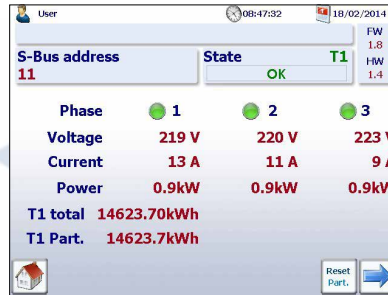 User 08:47:32 18/02/2014
FW
1.8
HW
1.4
S-Bus address
11
State T1
OK
Phase 1 2 3
Voltage 219 V 220 V 223 V
Current 13 A 11 A 9 A
Power 0.9kW 0.9kW 0.9kW
T1 total 14623.70kWh
T1 Part. 14623.7kWh
Reset
Part.